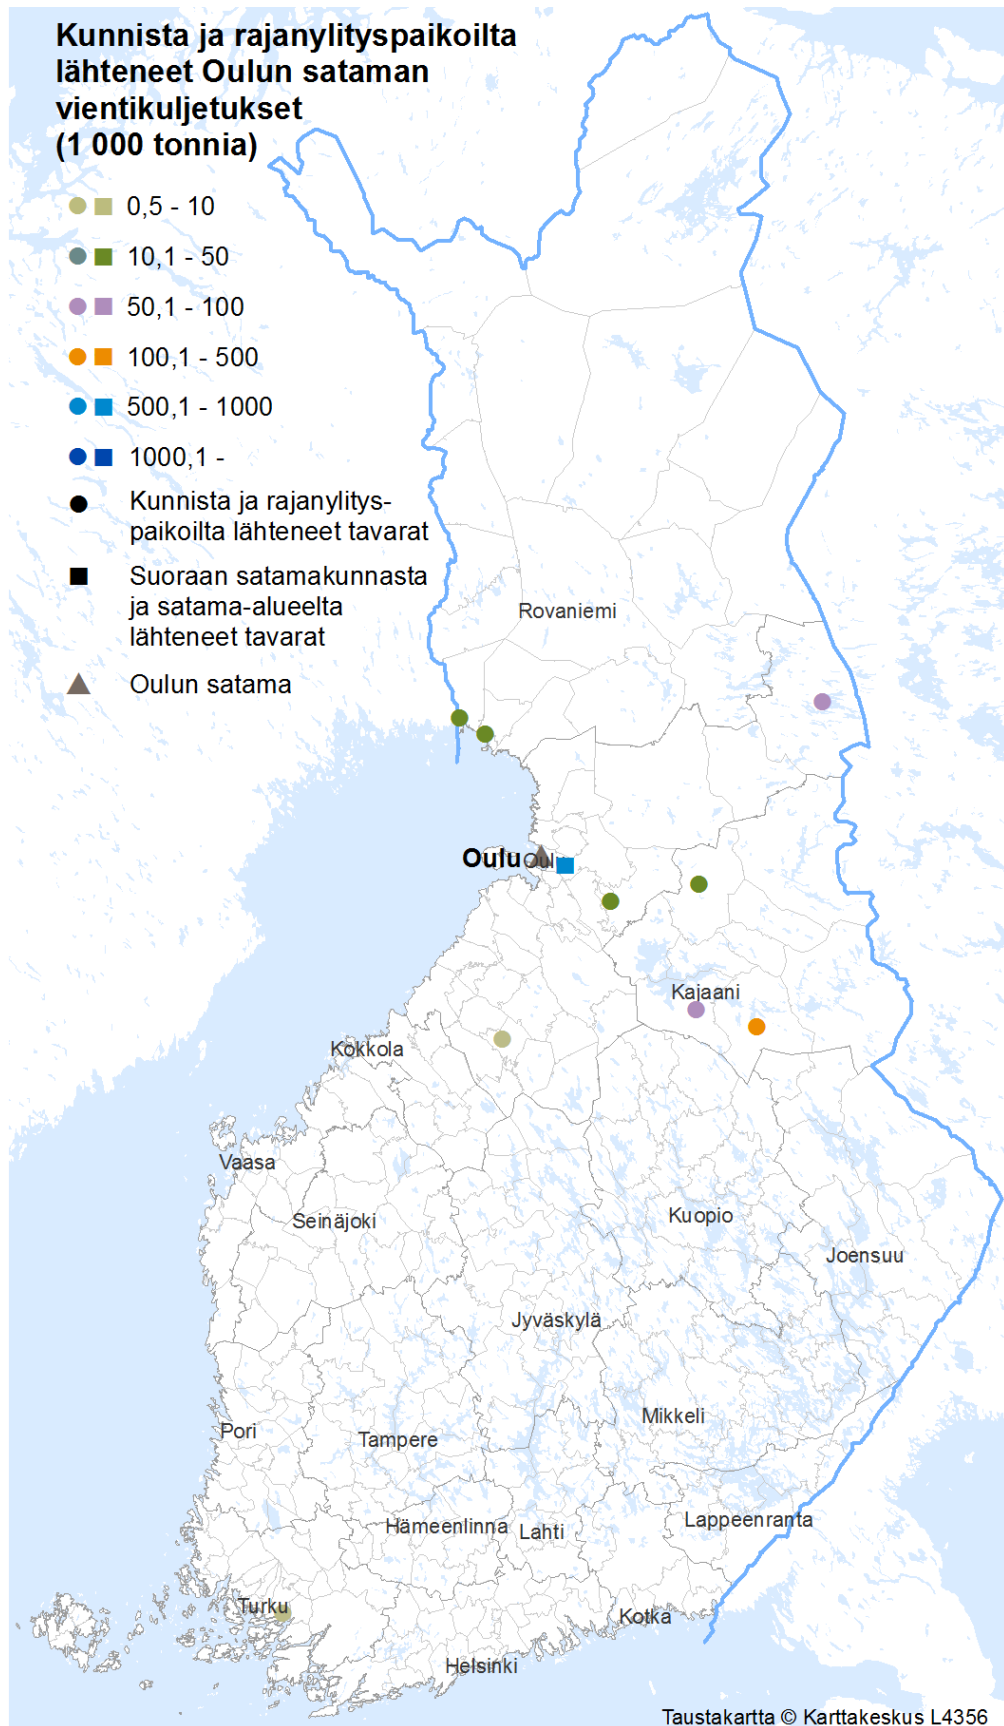 Kunnista ja rajanylityspaikoilta
lähteneet Oulun sataman
vientikuljetukset
(1 000 tonnia)
0,5 - 10
10,1 - 50
50,1 - 100
100,1 - 500
500,1 - 1000
1000,1 -
Kunnista ja rajanylitys-
paikoilta lähteneet tavarat
Suoraan satamakunnasta
ja satama-alueelta
lähteneet tavarat
Oulun satama
Rovaniemi
Oulu Oulu
Kajaani
Kokkola
Vaasa
Seinäjoki
Kuopio
Joensuu
Jyväskylä
Mikkeli
Pori
Tampere
Lappeenranta
Hämeenlinna
Lahti
Turku
Kotka
Helsinki
Taustakartta © Karttakeskus L4356